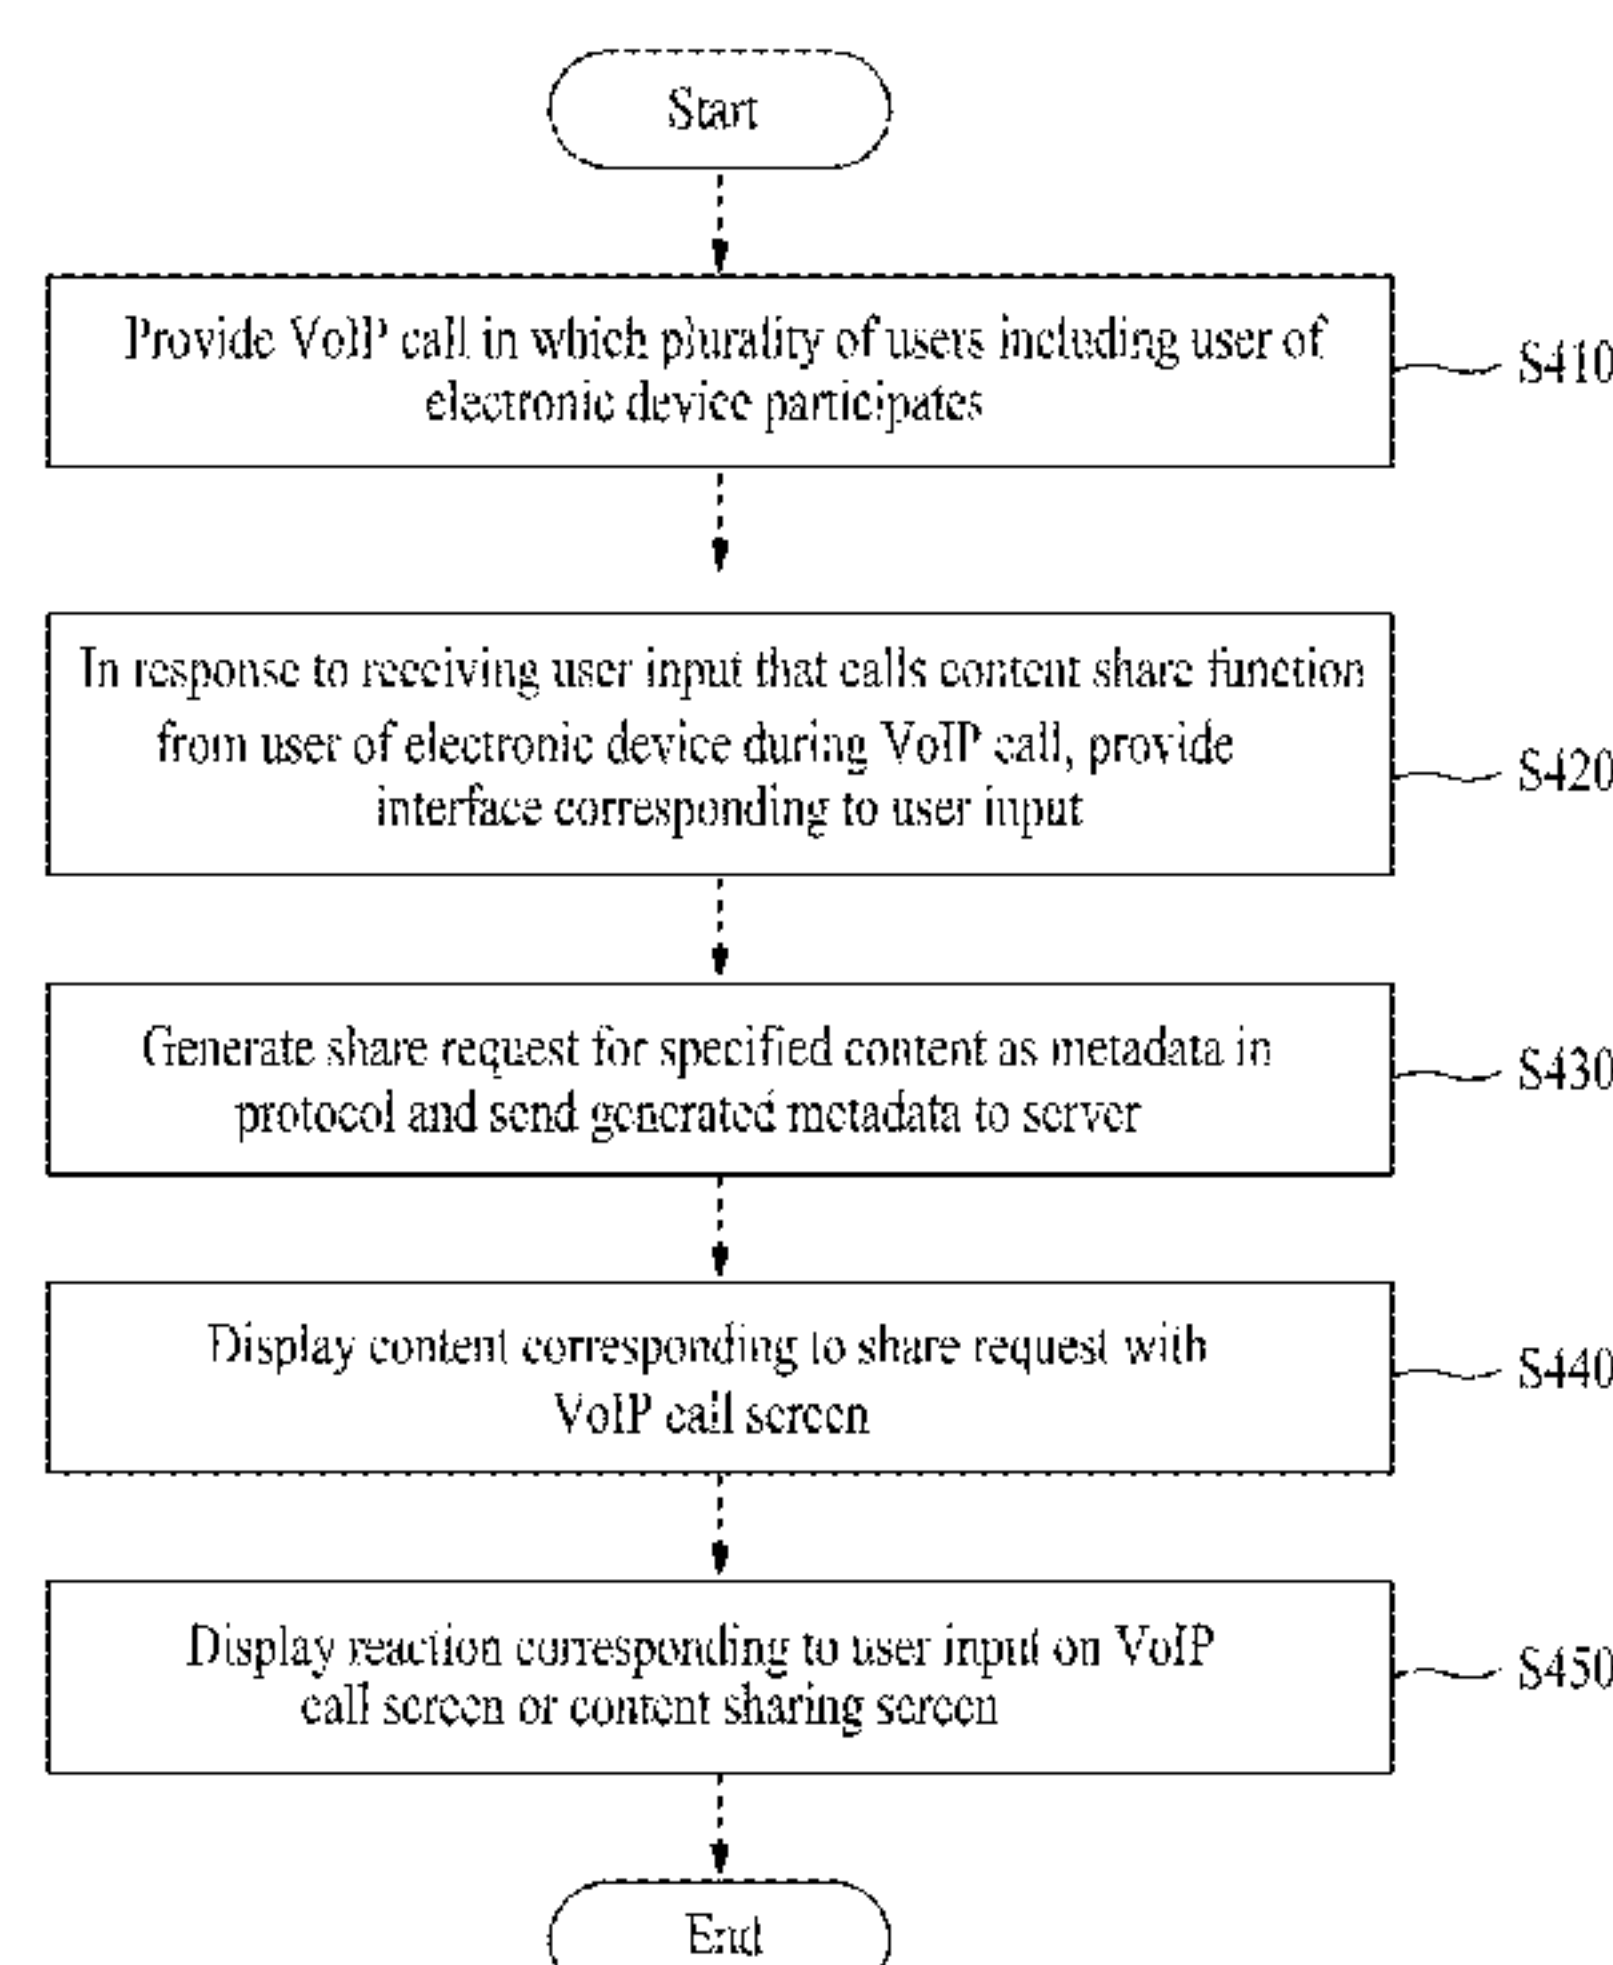 Start
Provide VoIP call in which plurality of users including user of
electronic device participates
S410
In response to receiving user input that calls content share function
from user of electronic device during VoIP call, provide
interface corresponding to user input
S420
Generate share request for specified content as metadata in
protocol and send generated metadata to server
S430
Display content corresponding to share request with
VoIP call screen
S440
Display reaction corresponding to user input on VoIP
call screen or content sharing screen
S450
End